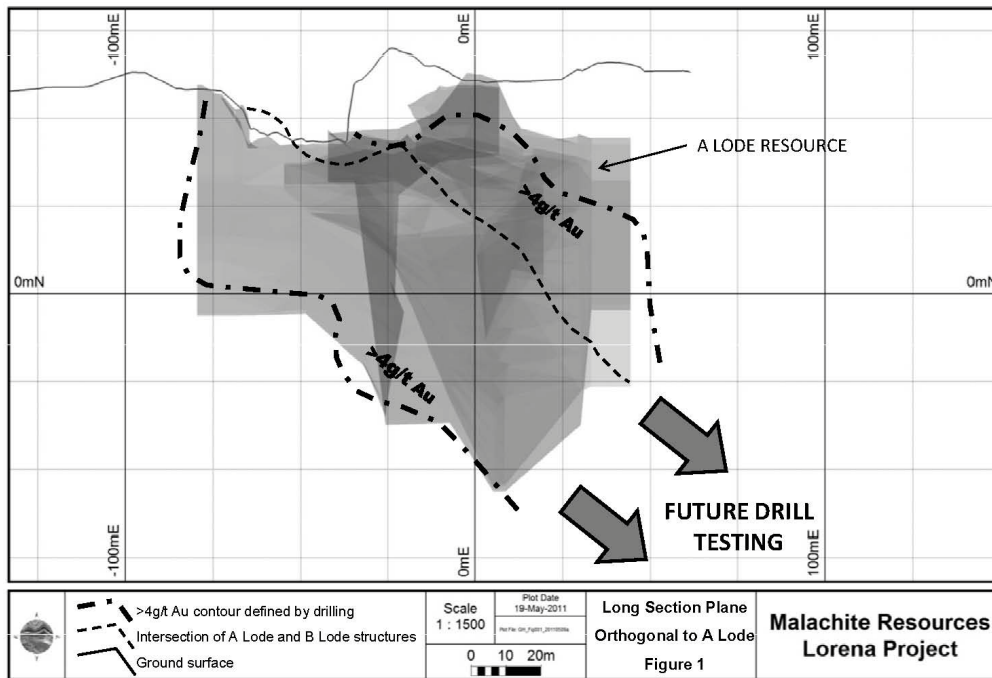 -100mE
0mE
100mE
A LODE RESOURCE
>4g/t Au
0mN
0mN
>4g/t Au
FUTURE DRILL
TESTING
-100mE
0mE
100mE
>4g/t Au contour defined by drilling
Intersection of A Lode and B Lode structures
Ground surface
Scale
1 : 1500
0 10 20m
Plot Date
19-May-2011
Long Section Plane
Orthogonal to A Lode
Figure 1
Malachite Resources
Lorena Project